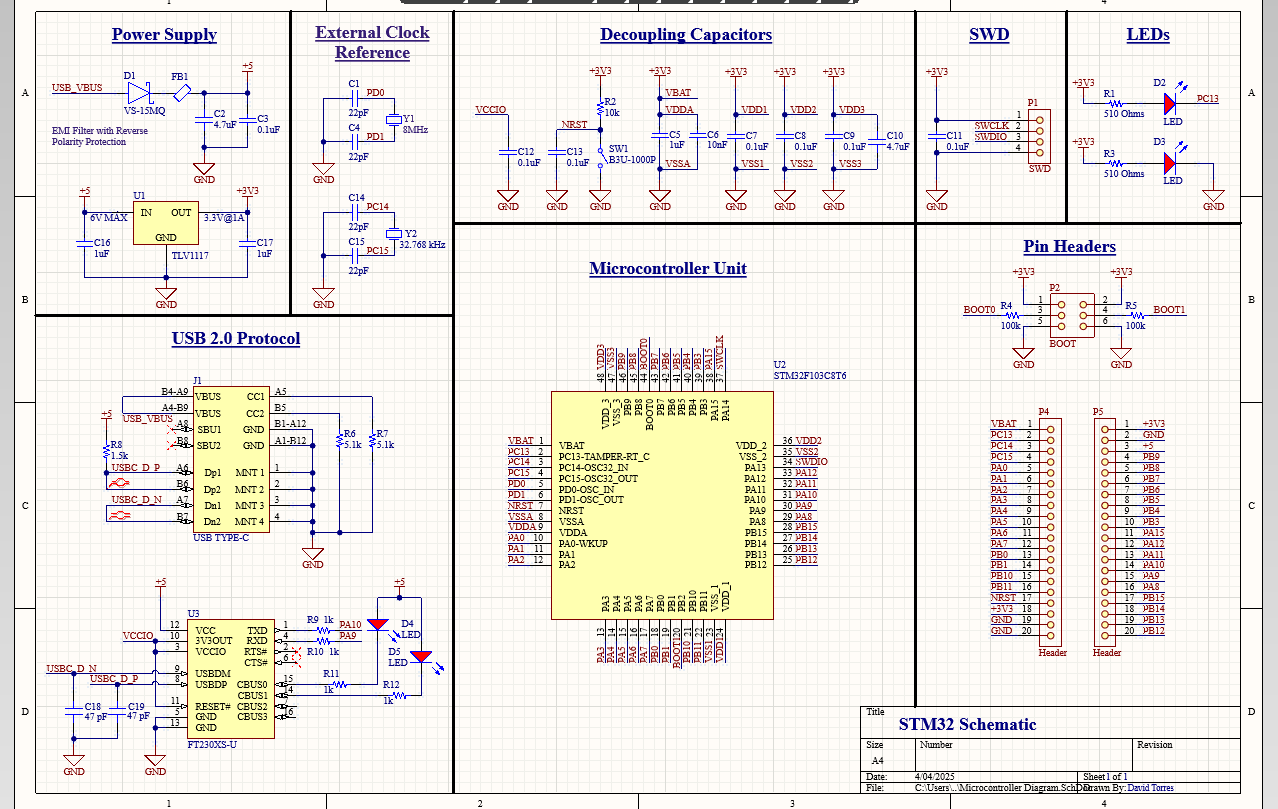 1
4
Power Supply
External Clock
Reference
Decoupling Capacitors
SWD
LEDs
A
A
USB_VBUS
D1
VS-15MQ
FB1
+5
C2
4.7uF
C3
0.1uF
EMI Filter with Reverse
Polarity Protection
GND
+5
6V MAX
U1
IN
OUT
GND
TLV1117
3.3V@1A
+3V3
C16
1uF
C17
1uF
GND
C1
PD0
22pF
Y1
8MHz
C4
PD1
22pF
GND
C14
PC14
22pF
Y2
32.768 kHz
C15
PC15
22pF
GND
VCCIO
C12
0.1uF
GND
NRST
C13
0.1uF
GND
+3V3
R2
10k
SW1
B3U-1000P
GND
+3V3
VBAT
VDDA
C5
1uF
C6
10nF
VSSA
GND
+3V3
VDD1
C7
0.1uF
VSS1
GND
+3V3
VDD2
C8
0.1uF
VSS2
GND
+3V3
VDD3
C9
0.1uF
C10
4.7uF
VSS3
GND
+3V3
C11
0.1uF
GND
P1
1
SWCLK 2
SWDIO 3
4
SWD
+3V3
R1
510 Ohms
D2
LED
PC13
+3V3
R3
510 Ohms
D3
LED
GND
B
B
USB 2.0 Protocol
J1
B4-A9
A4-B9
USB_VBUS
A8
B8
A6
B6
A7
B7
VBUS
VBUS
SBU1
SBU2
Dp1
Dp2
Dn1
Dn2
CC1
CC2
GND
GND
MNT 1
MNT 2
MNT 3
MNT 4
A5
B5
B1-A12
A1-B12
1
2
3
4
USB TYPE-C
+5
R8
1.5k
USBC_D_P
USBC_D_N
R6
5.1k
R7
5.1k
GND
+5
U3
VCCIO
12
10
3
9
8
11
5
13
VCC
3V3OUT
VCCIO
USBDM
USBDP
RESET#
GND
GND
TXD
RXD
RTS#
CTS#
CBUS0
CBUS1
CBUS2
CBUS3
1
4
2
6
15
14
7
16
FT230XS-U
USBC_D_N
USBC_D_P
C18
47 pF
C19
47 pF
GND
GND
R9 1k PA10
PA9
R10 1k
+5
D4
LED
D5
LED
R11
1k
R12
1k
Microcontroller Unit
U2
STM32F103C8T6
48 VDD3
47 VSS3
46 PB9
45 PB8
44 BOOT0
43 PB7
42 PB6
41 PB5
40 PB4
39 PB3
38 PA15
37 SWCLK
VDD_3
VSS_3
PB9
PB8
BOOT0
PB7
PB6
PB5
PB4
PB3
PA15
PA14
VBAT 1 VBAT
PC13 2 PC13-TAMPER-RT_C
PC14 3 PC14-OSC32_IN
PC15 4 PC15-OSC32_OUT
PD0 5 PD0-OSC_IN
PD1 6 PD1-OSC_OUT
NRST 7 NRST
VSSA 8 VSSA
VDDA 9 VDDA
PA0 10 PA0-WKUP
PA1 11 PA1
PA2 12 PA2
VDD_2 36 VDD2
VSS_2 35 VSS2
PA13 34 SWDIO
PA12 33 PA12
PA11 32 PA11
PA10 31 PA10
PA9 30 PA9
PA8 29 PA8
PB15 28 PB15
PB14 27 PB14
PB13 26 PB13
PB12 25 PB12
PA3
PA4
PA5
PA6
PA7
PB0
PB1
PB2
PB10
PB11
VSS_1
VDD_1
PA3 13
PA4 14
PA5 15
PA6 16
PA7 17
PB0 18
PB1 19
BOOT1 20
PB10 21
PB11 22
VSS1 23
VDD1 24
Pin Headers
+3V3
+3V3
P2
BOOT0
R4
100k
1
3
5
2
4
6
R5
100k
BOOT1
BOOT
GND
GND
P4
VBAT 1
PC13 2
PC14 3
PC15 4
PA0 5
PA1 6
PA2 7
PA3 8
PA4 9
PA5 10
PA6 11
PA7 12
PB0 13
PB1 14
PB10 15
PB11 16
NRST 17
+3V3 18
GND 19
GND 20
Header
P5
1 +3V3
2 GND
3 +5
4 PB9
5 PB8
6 PB7
7 PB6
8 PB5
9 PB4
10 PB3
11 PA15
12 PA12
13 PA11
14 PA10
15 PA9
16 PA8
17 PB15
18 PB14
19 PB13
20 PB12
Header
C
C
D
D
Title
STM32 Schematic
Size
Number
Revision
A4
Date: 4/04/2025 Sheet1 of 1
File: C:\Users\..\Microcontroller Diagram.SchDoc Drawn By: David Torres
1
2
3
4